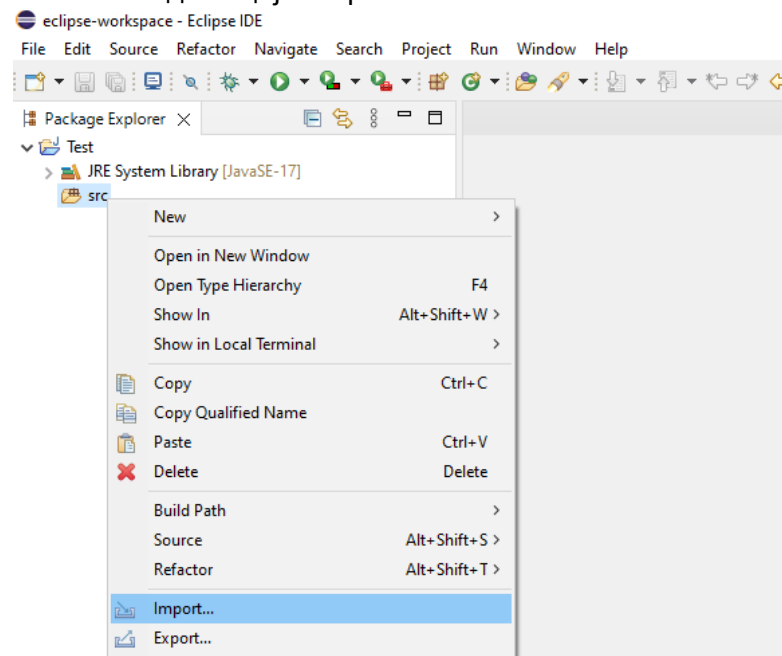 eclipse-workspace - Eclipse IDE
File Edit Source Refactor Navigate Search Project Run Window Help
Package Explorer
Test
JRE System Library [JavaSE-17]
src
New
Open in New Window
Open Type Hierarchy F4
Show In Alt+Shift+W >
Show in Local Terminal
Copy Ctrl+C
Copy Qualified Name
Paste Ctrl+V
Delete Delete
Build Path
Source Alt+Shift+S >
Refactor Alt+Shift+T >
Import...
Export...